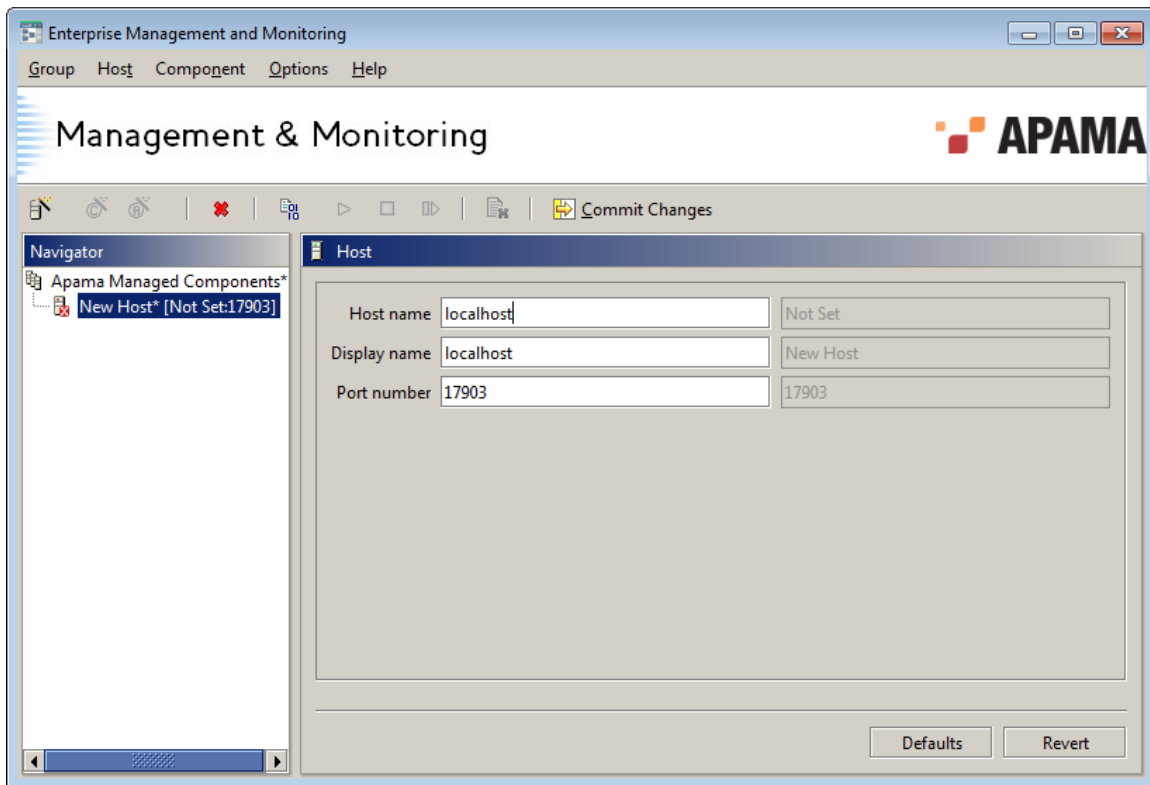 Enterprise Management and Monitoring
Group Host Component Options Help
Management & Monitoring
APAMA
Commit Changes
Navigator
Apama Managed Components*
New Host* [Not Set:17903]
Host
Host name localhost Not Set
Display name localhost New Host
Port number 17903 17903
Defaults Revert